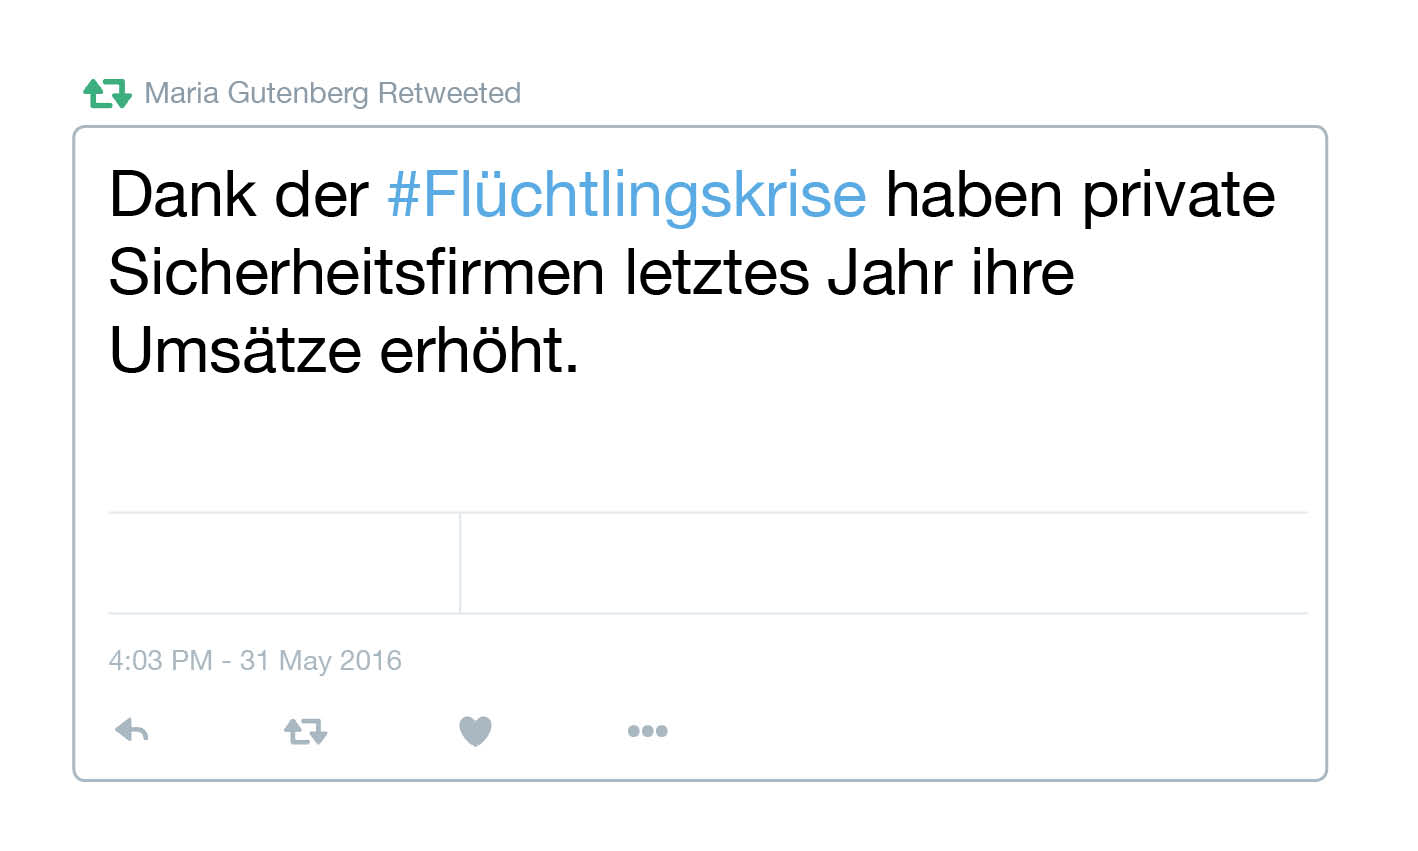 Maria Gutenberg Retweeted
Dank der #Flüchtlingskrise haben private
Sicherheitsfirmen letztes Jahr ihre
Umsätze erhöht.
4:03 PM - 31 May 2016